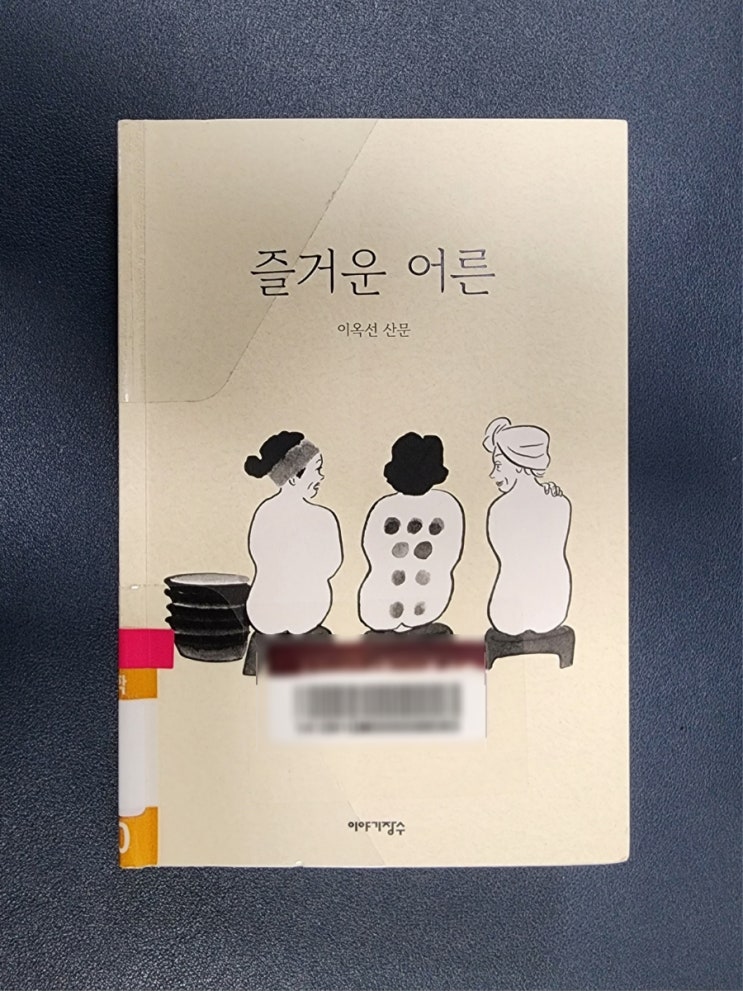 즐거운 어른
이옥선 산문
이야기장수